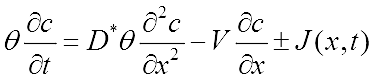 θ ∂c/∂t = D*θ ∂²c/∂x² − V ∂c/∂x ± J(x,t)